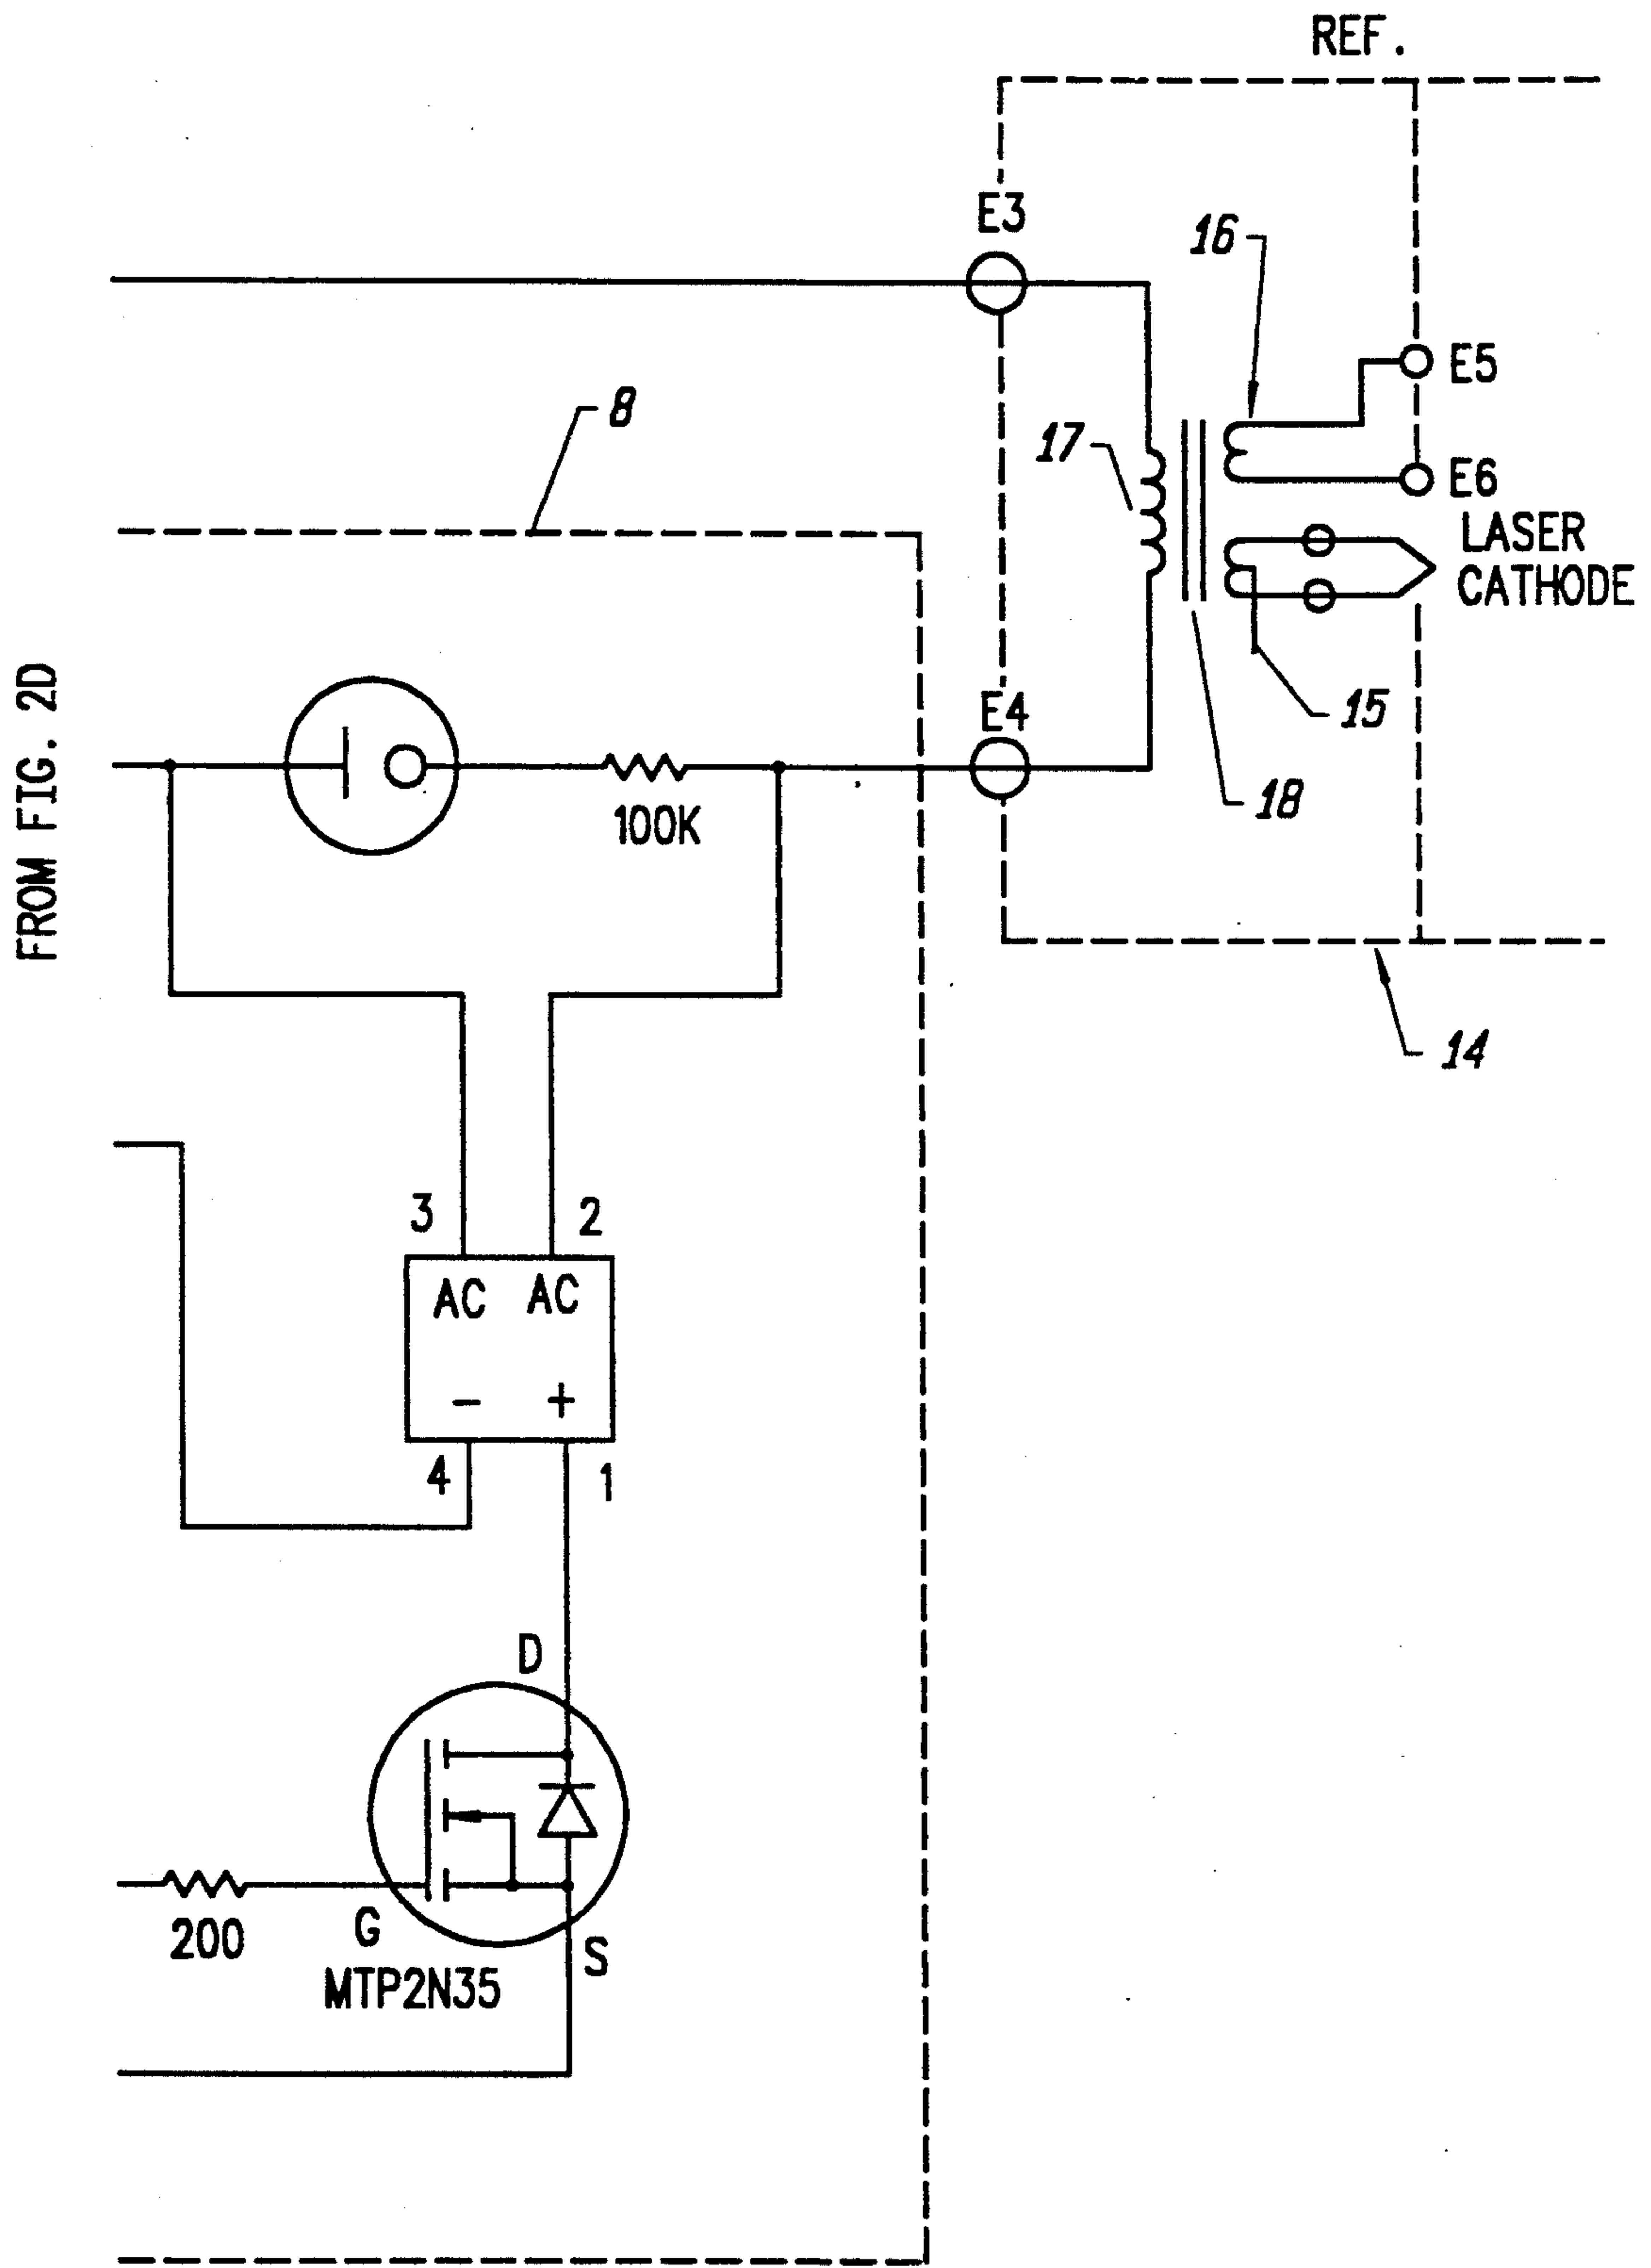 REF.
E3
16
E5
8
17
E6
LASER
CATHODE
FROM FIG. 2D
E4
15
18
100K
14
3
2
AC AC
- +
4
1
D
200
G
S
MTP2N35